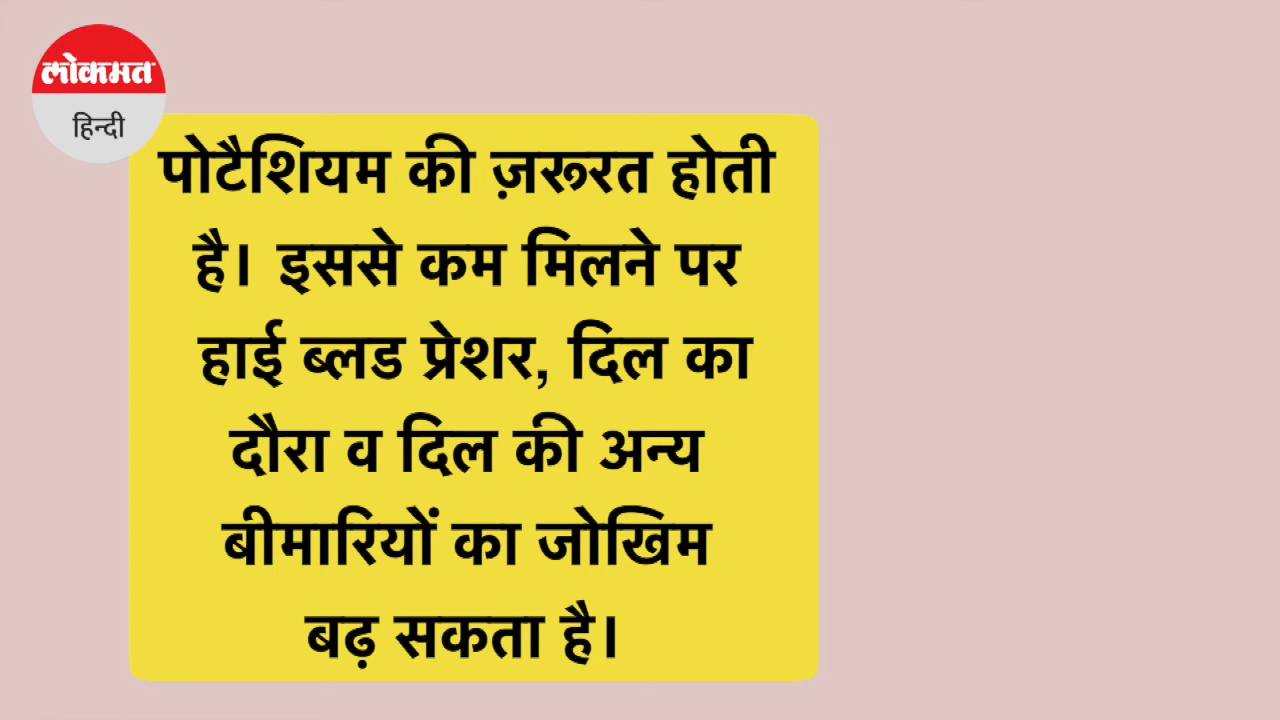 लोकमत
हिन्दी
पोटैशियम की ज़रूरत होती
है। इससे कम मिलने पर
हाई ब्लड प्रेशर, दिल का
दौरा व दिल की अन्य
बीमारियों का जोखिम
बढ़ सकता है।